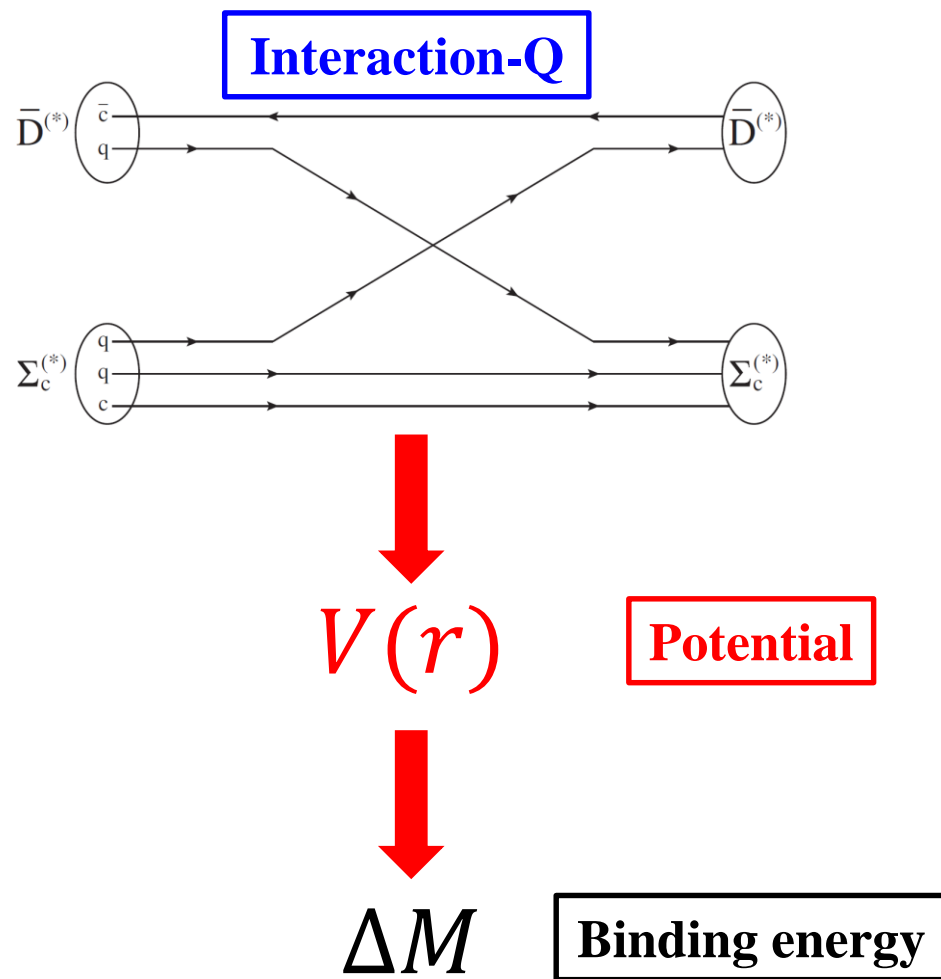 Interaction-Q
D̅⁽*⁾ c̄ D̅⁽*⁾
q
q
Σc⁽*⁾ q Σc⁽*⁾
c
V(r) Potential
ΔM Binding energy